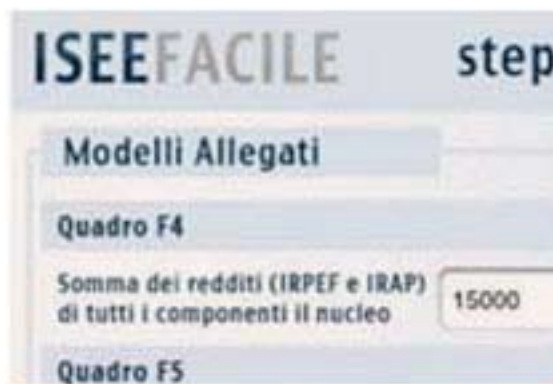 ISEEFACILE step
Modelli Allegati
Quadro F4
Somma dei redditi (IRPEF e IRAP)
di tutti i componenti il nucleo
15000
Quadro F5